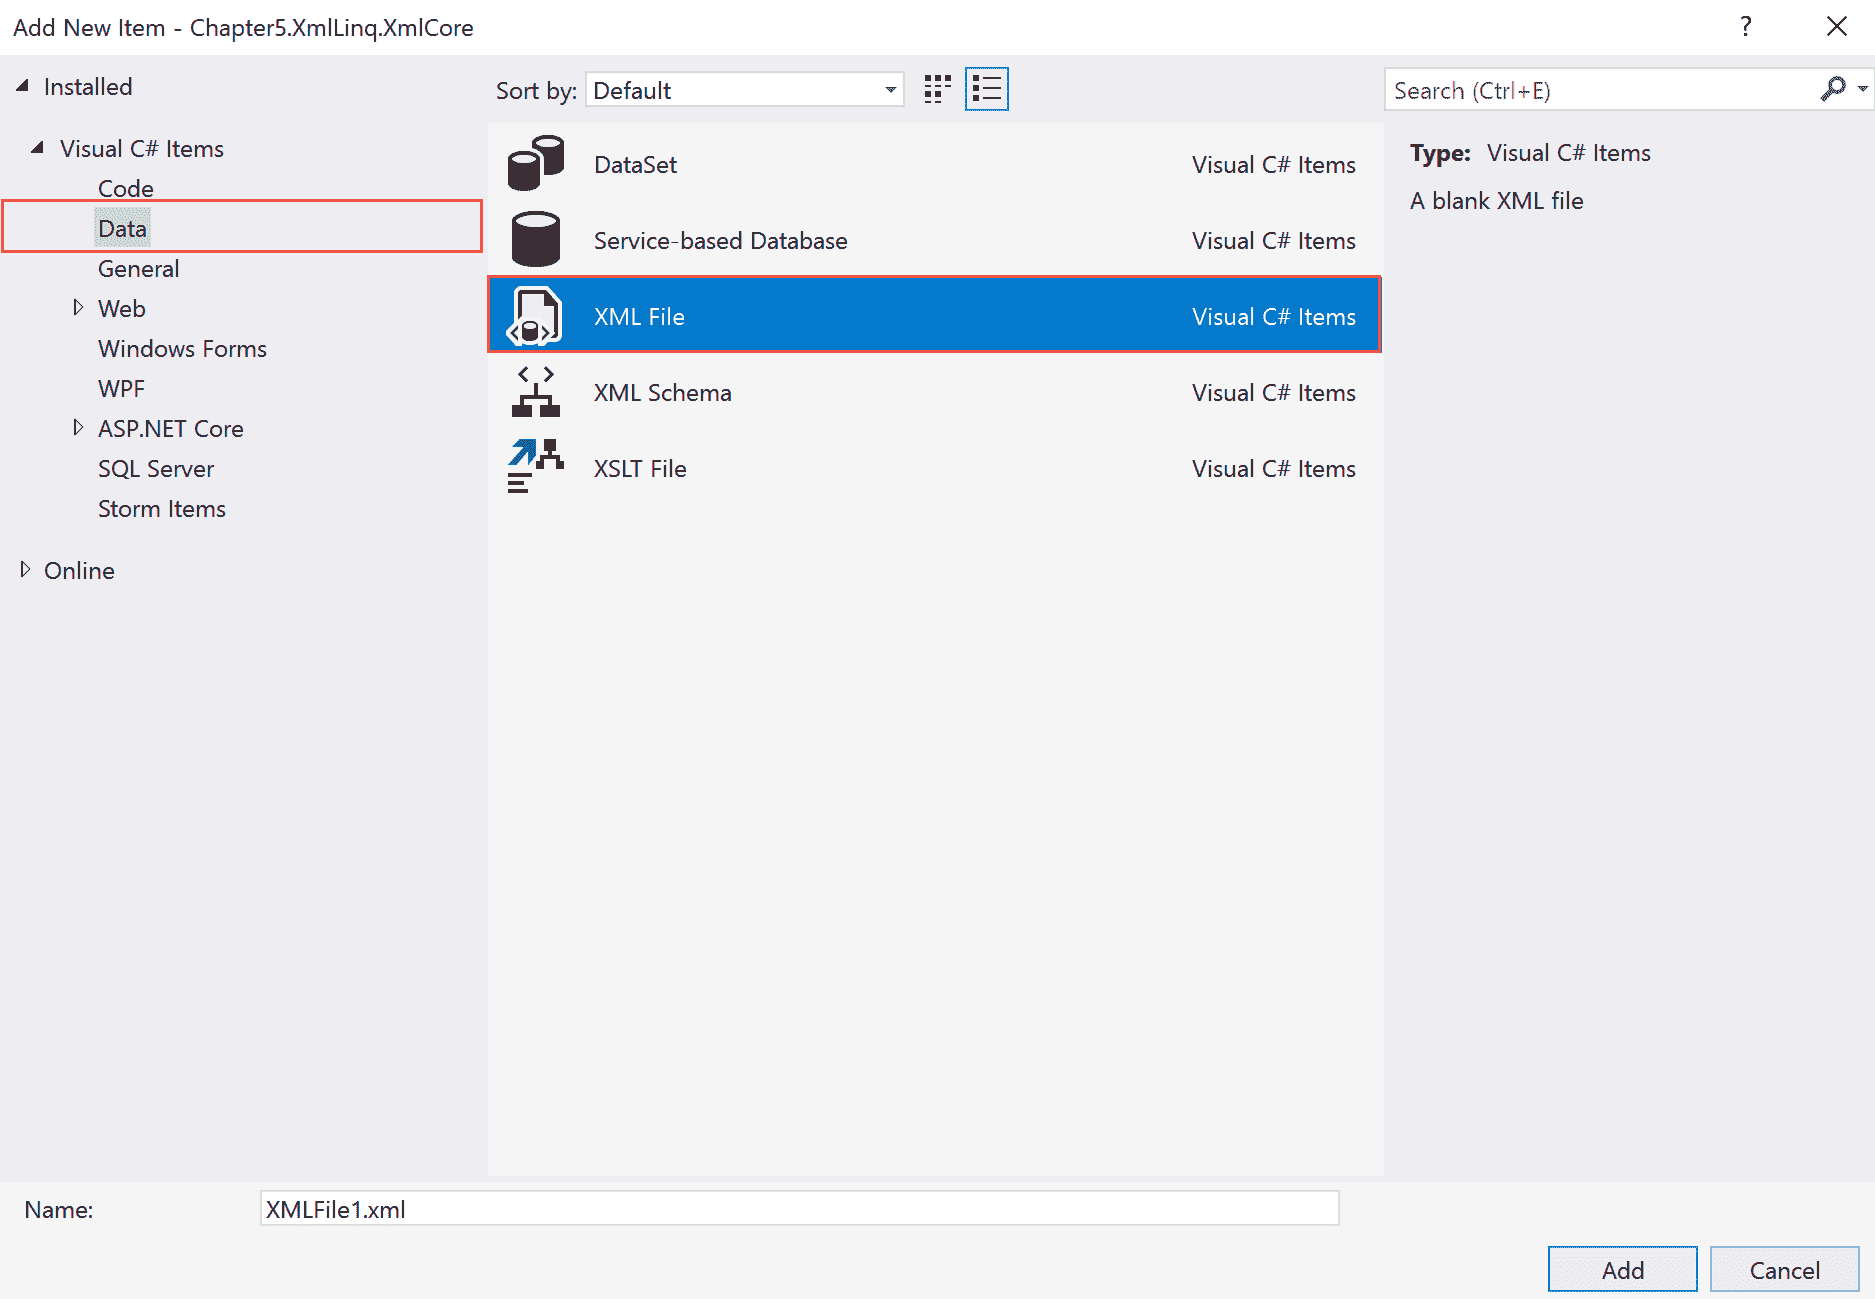 Add New Item - Chapter5.XmlLinq.XmlCore
?
Installed
Visual C# Items
Code
Data
General
Web
Windows Forms
WPF
ASP.NET Core
SQL Server
Storm Items
Online
Sort by: Default
DataSet Visual C# Items
Service-based Database Visual C# Items
XML File Visual C# Items
XML Schema Visual C# Items
XSLT File Visual C# Items
Search (Ctrl+E)
Type: Visual C# Items
A blank XML file
Name: XMLFile1.xml
Add Cancel